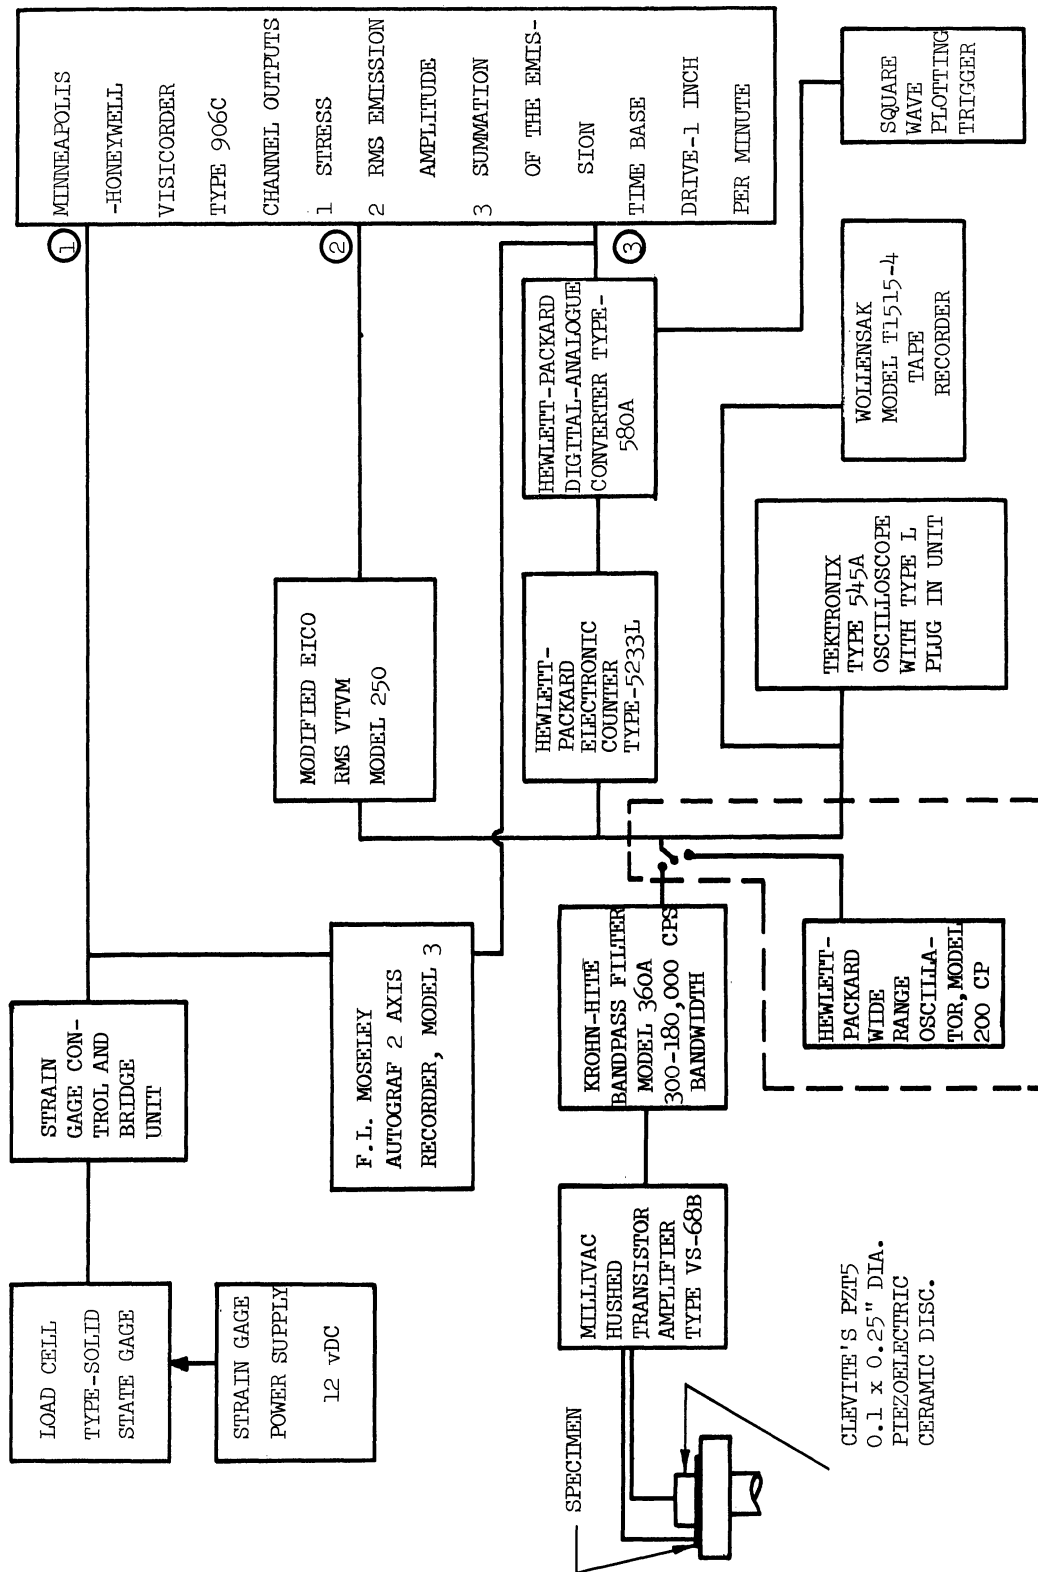 LOAD CELL
TYPE-SOLID
STATE GAGE
STRAIN GAGE
POWER SUPPLY
12 vDC
STRAIN
GAGE CON-
TROL AND
BRIDGE
UNIT
F.L. MOSELEY
AUTOGRAF 2 AXIS
RECORDER, MODEL 3
MODIFIED EICO
RMS VTVM
MODEL 250
1
2
3
MINNEAPOLIS
-HONEYWELL
VISICORDER
TYPE 906C
CHANNEL OUTPUTS
1 STRESS
2 RMS EMISSION
AMPLITUDE
3 SUMMATION
OF THE EMIS-
SION
TIME BASE
DRIVE-1 INCH
PER MINUTE
SPECIMEN
CLEVITE'S PZT5
0.1 x 0.25" DIA.
PIEZOELECTRIC
CERAMIC DISC.
MILLIVAC
HUSHED
TRANSISTOR
AMPLIFIER
TYPE VS-68B
KROHN-HITE
BANDPASS FILTER
MODEL 360A
300-180,000 CPS
BANDWIDTH
HEWLETT-
PACKARD
WIDE
RANGE
OSCILLA-
TOR,MODEL
200 CP
HEWLETT-
PACKARD
ELECTRONIC
COUNTER
TYPE-5233L
HEWLETT-PACKARD
DIGITAL-ANALOGUE
CONVERTER TYPE-
580A
TEKTRONIX
TYPE 545A
OSCILLOSCOPE
WITH TYPE L
PLUG IN UNIT
WOLLENSAK
MODEL T1515-4
TAPE
RECORDER
SQUARE
WAVE
PLOTTING
TRIGGER